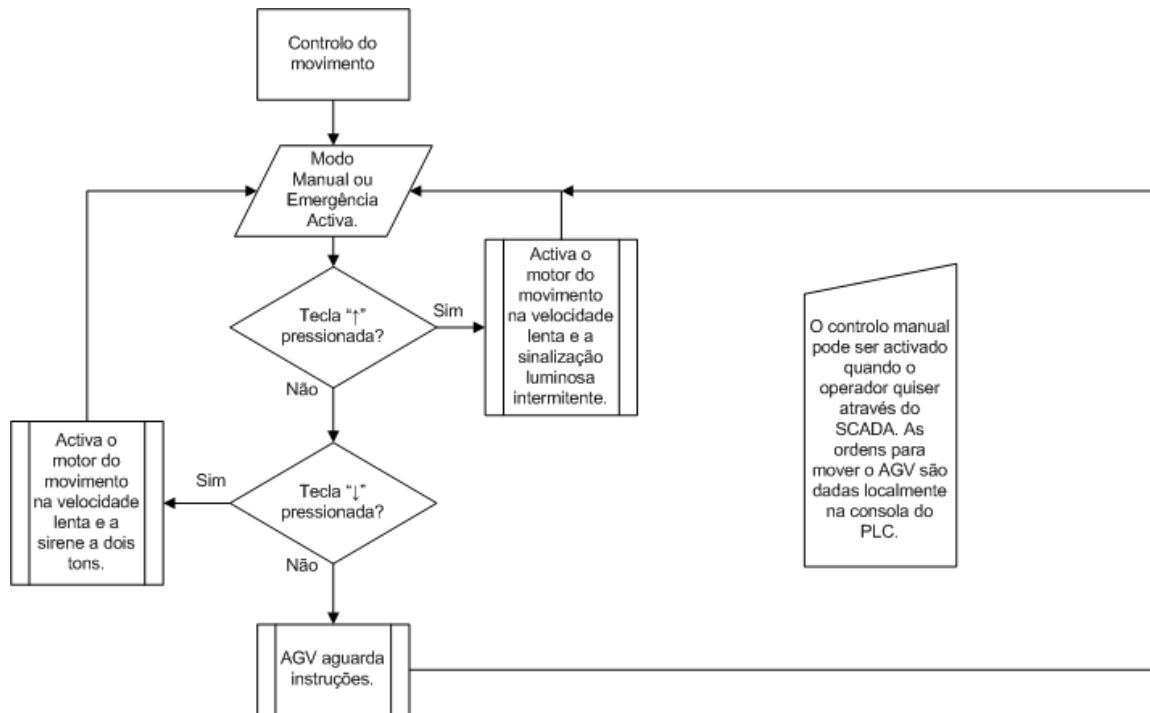 Controlo do
movimento
Modo
Manual ou
Emergência
Activa.
Tecla “↑”
pressionada?
Sim
Não
Activa o
motor do
movimento
na velocidade
lenta e a
sinalização
luminosa
intermitente.
Tecla “↓”
pressionada?
Sim
Não
Activa o
motor do
movimento
na velocidade
lenta e a
sirene a dois
tons.
AGV aguarda
instruções.
O controlo manual
pode ser activado
quando o
operador quiser
através do
SCADA. As
ordens para
mover o AGV são
dadas localmente
na consola do
PLC.